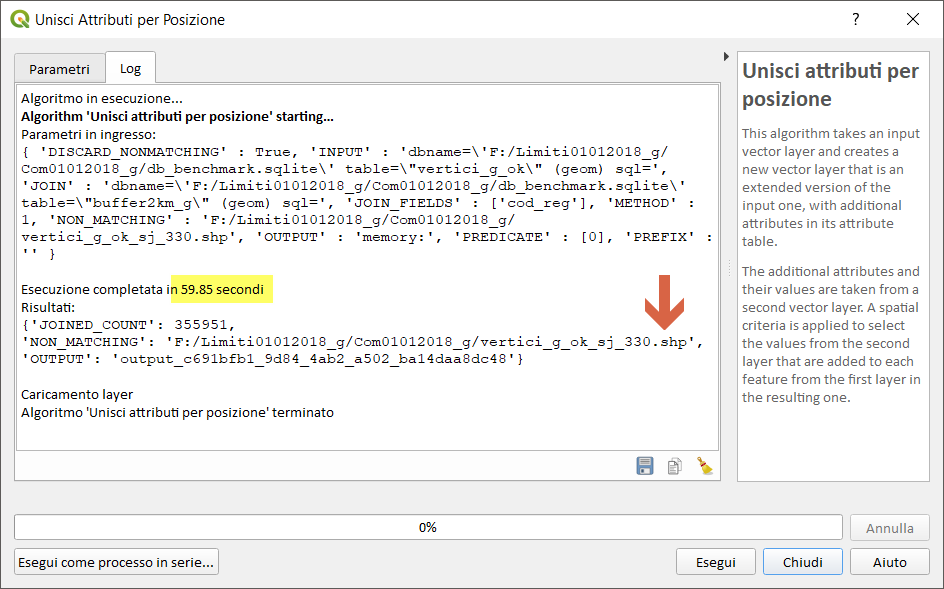 Unisci Attributi per Posizione
?
Parametri
Log
Algoritmo in esecuzione...
Algorithm 'Unisci attributi per posizione' starting...
Parametri in ingresso:
{ 'DISCARD_NONMATCHING' : True, 'INPUT' : 'dbname=\'F:/Limiti01012018_g/
Com01012018_g/db_benchmark.sqlite\' table=\"vertici_g_ok\" (geom) sql=',
'JOIN' : 'dbname=\'F:/Limiti01012018_g/Com01012018_g/db_benchmark.sqlite\'
table=\"buffer2km_g\" (geom) sql=', 'JOIN_FIELDS' : ['cod_reg'], 'METHOD' :
1, 'NON_MATCHING' : 'F:/Limiti01012018_g/Com01012018_g/
vertici_g_ok_sj_330.shp', 'OUTPUT' : 'memory:', 'PREDICATE' : [0], 'PREFIX' :
'' }
Esecuzione completata in 59.85 secondi
Risultati:
{'JOINED_COUNT': 355951,
'NON_MATCHING': 'F:/Limiti01012018_g/Com01012018_g/vertici_g_ok_sj_330.shp',
'OUTPUT': 'output_c691bfb1_9d84_4ab2_a502_ba14daa8dc48'}
Caricamento layer
Algoritmo 'Unisci attributi per posizione' terminato
Unisci attributi per
posizione
This algorithm takes an input
vector layer and creates a
new vector layer that is an
extended version of the
input one, with additional
attributes in its attribute
table.
The additional attributes and
their values are taken from a
second vector layer. A spatial
criteria is applied to select
the values from the second
layer that are added to each
feature from the first layer in
the resulting one.
0%
Annulla
Esegui come processo in serie...
Esegui
Chiudi
Aiuto